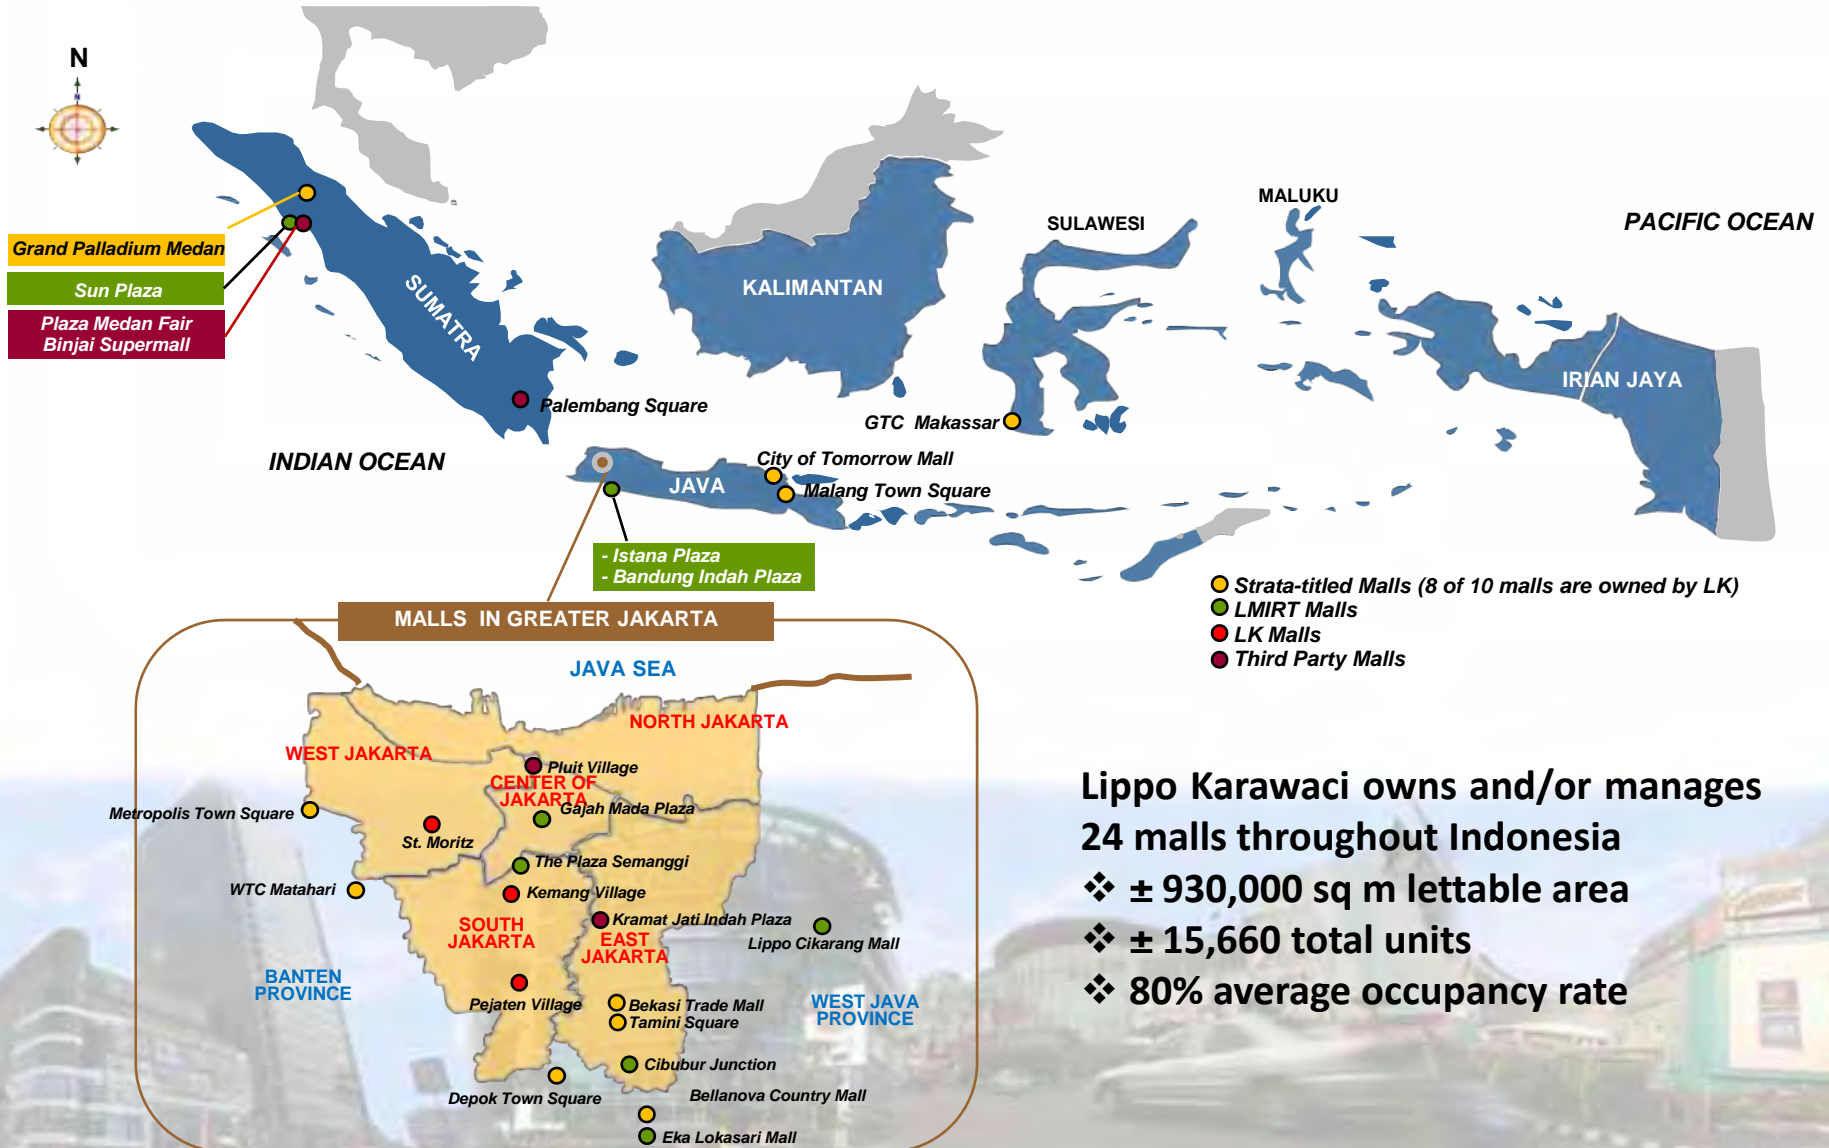 N
N
MALUKU
SULAWESI
PACIFIC OCEAN
Grand Palladium Medan
Sun Plaza
Plaza Medan Fair
Binjai Supermall
SUMATRA
KALIMANTAN
IRIAN JAYA
Palembang Square
GTC Makassar
INDIAN OCEAN
City of Tomorrow Mall
JAVA
Malang Town Square
- Istana Plaza
- Bandung Indah Plaza
Strata-titled Malls (8 of 10 malls are owned by LK)
LMIRT Malls
LK Malls
Third Party Malls
MALLS IN GREATER JAKARTA
JAVA SEA
NORTH JAKARTA
WEST JAKARTA
Pluit Village
CENTER OF
JAKARTA
Gajah Mada Plaza
Metropolis Town Square
St. Moritz
The Plaza Semanggi
WTC Matahari
Kemang Village
SOUTH
JAKARTA
Kramat Jati Indah Plaza
EAST
JAKARTA
Lippo Cikarang Mall
BANTEN
PROVINCE
Pejaten Village
Bekasi Trade Mall
Tamini Square
WEST JAVA
PROVINCE
Cibubur Junction
Depok Town Square
Bellanova Country Mall
Eka Lokasari Mall
Lippo Karawaci owns and/or manages
24 malls throughout Indonesia
❖ ± 930,000 sq m lettable area
❖ ± 15,660 total units
❖ 80% average occupancy rate